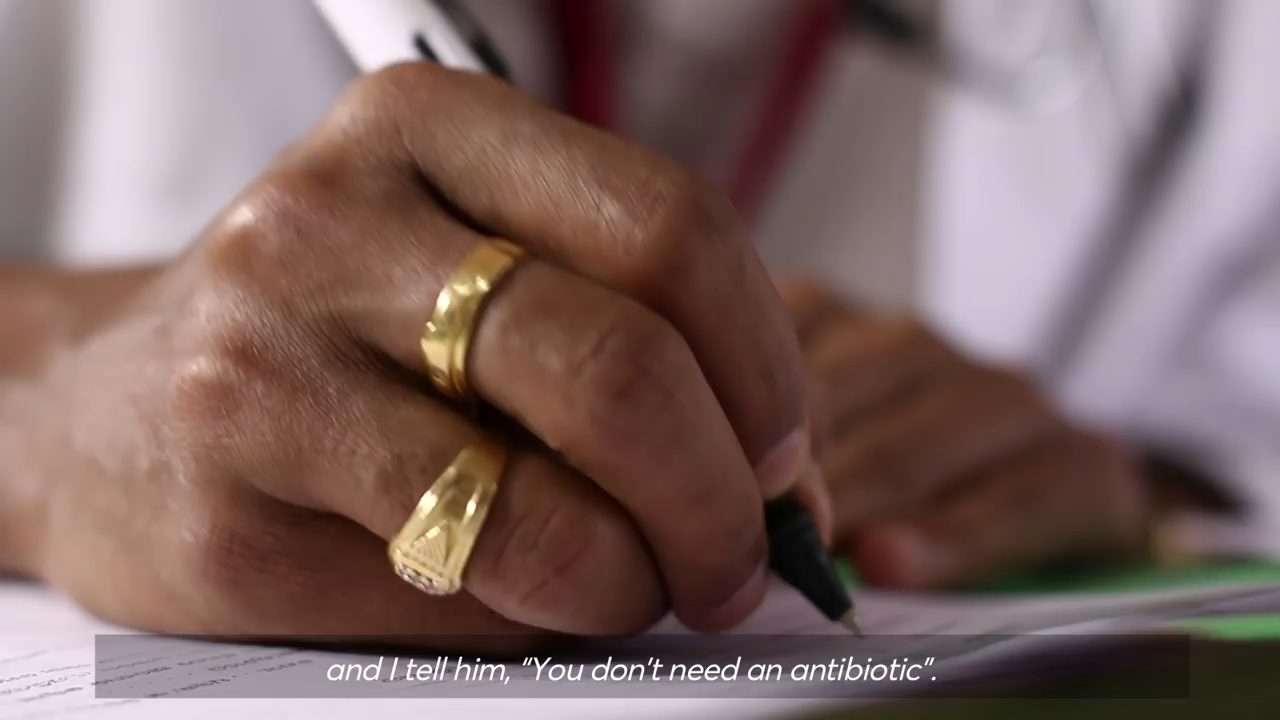 and I tell him, “You don't need an antibiotic”.